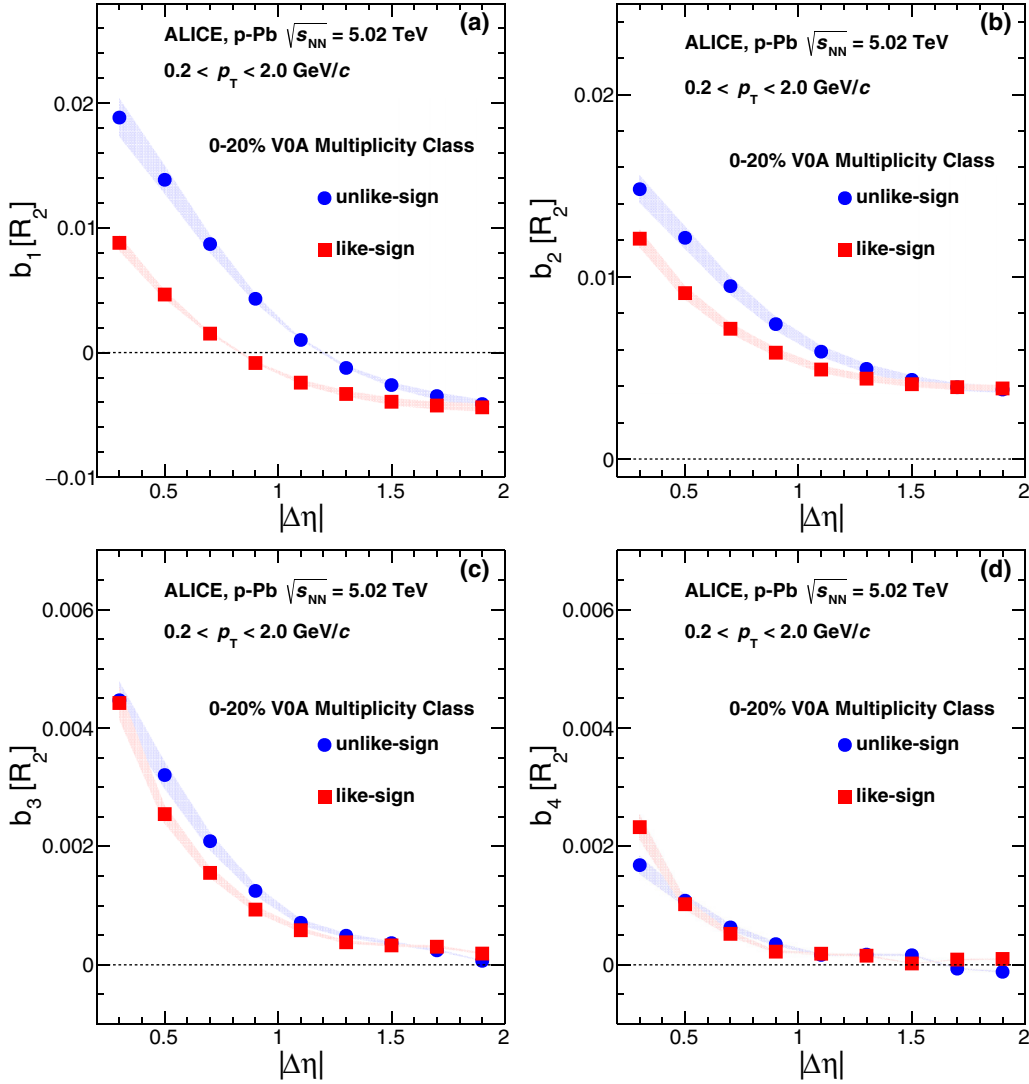 (a)
ALICE, p-Pb √sNN = 5.02 TeV
0.2 < pT < 2.0 GeV/c
0-20% V0A Multiplicity Class
unlike-sign
like-sign
b1 [R2]
0.02
0.01
0
−0.01
0.5
1
1.5
2
|Δη|
(b)
ALICE, p-Pb √sNN = 5.02 TeV
0.2 < pT < 2.0 GeV/c
0-20% V0A Multiplicity Class
unlike-sign
like-sign
b2 [R2]
0.02
0.01
0
0.5
1
1.5
2
|Δη|
(c)
ALICE, p-Pb √sNN = 5.02 TeV
0.2 < pT < 2.0 GeV/c
0-20% V0A Multiplicity Class
unlike-sign
like-sign
b3 [R2]
0.006
0.004
0.002
0
0.5
1
1.5
2
|Δη|
(d)
ALICE, p-Pb √sNN = 5.02 TeV
0.2 < pT < 2.0 GeV/c
0-20% V0A Multiplicity Class
unlike-sign
like-sign
b4 [R2]
0.006
0.004
0.002
0
0.5
1
1.5
2
|Δη|